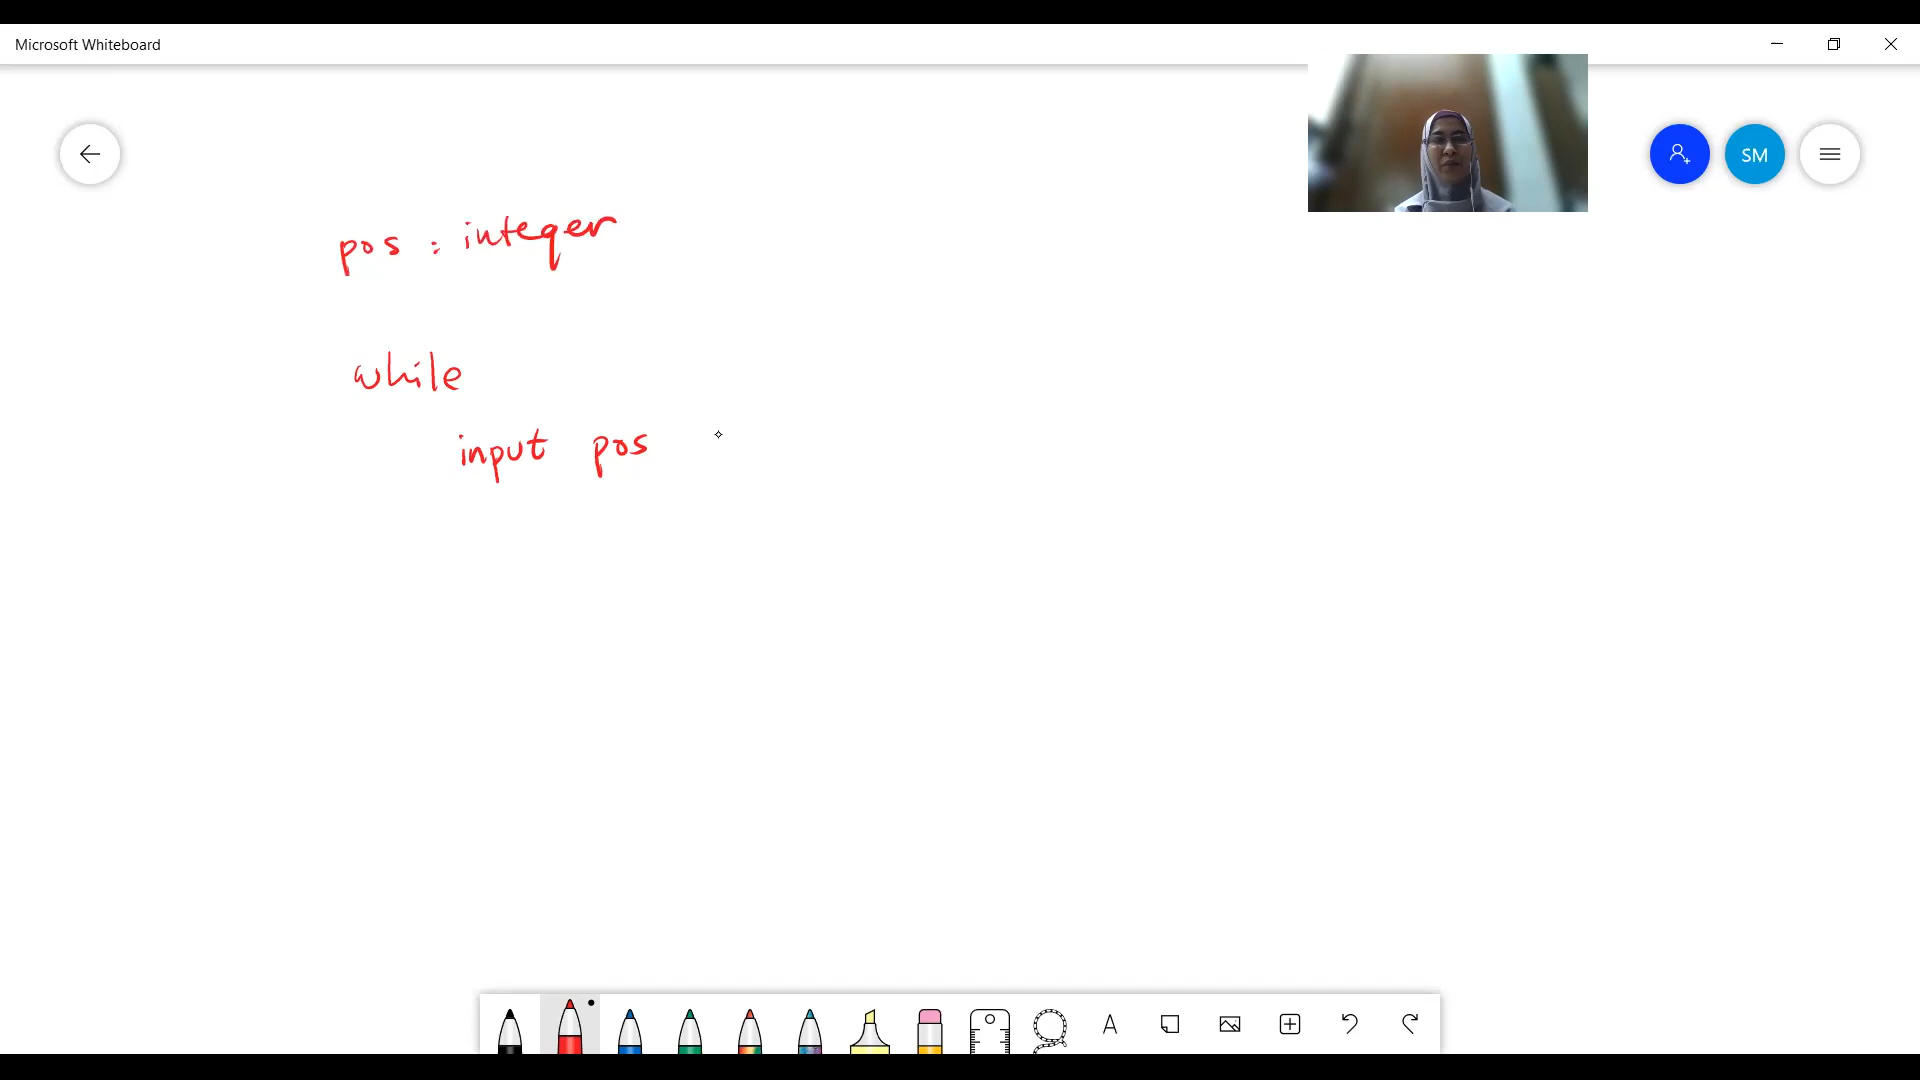 Microsoft Whiteboard
SM
pos : integer
while
input pos
A